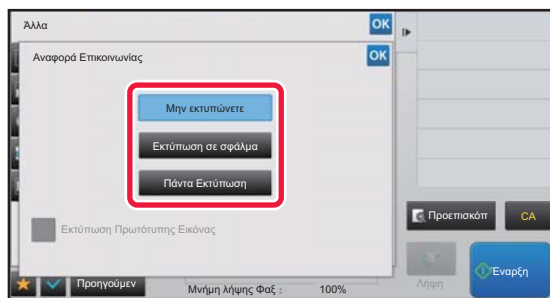 Άλλα
OK
Αναφορά Επικοινωνίας
OK
Μην εκτυπώνετε
Εκτύπωση σε σφάλμα
Πάντα Εκτύπωση
Εκτύπωση Πρωτότυπης Εικόνας
Προεπισκόπ
CA
Προηγούμεν
Μνήμη λήψης Φαξ : 100%
Λήψη
Έναρξη